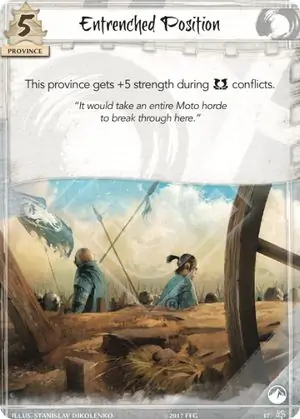 Entrenched Position
5
PROVINCE
This province gets +5 strength during conflicts.
"It would take an entire Moto horde
to break through here."
ILLUS. STANISLAV DIKOLENKO
©2017 FFG
17